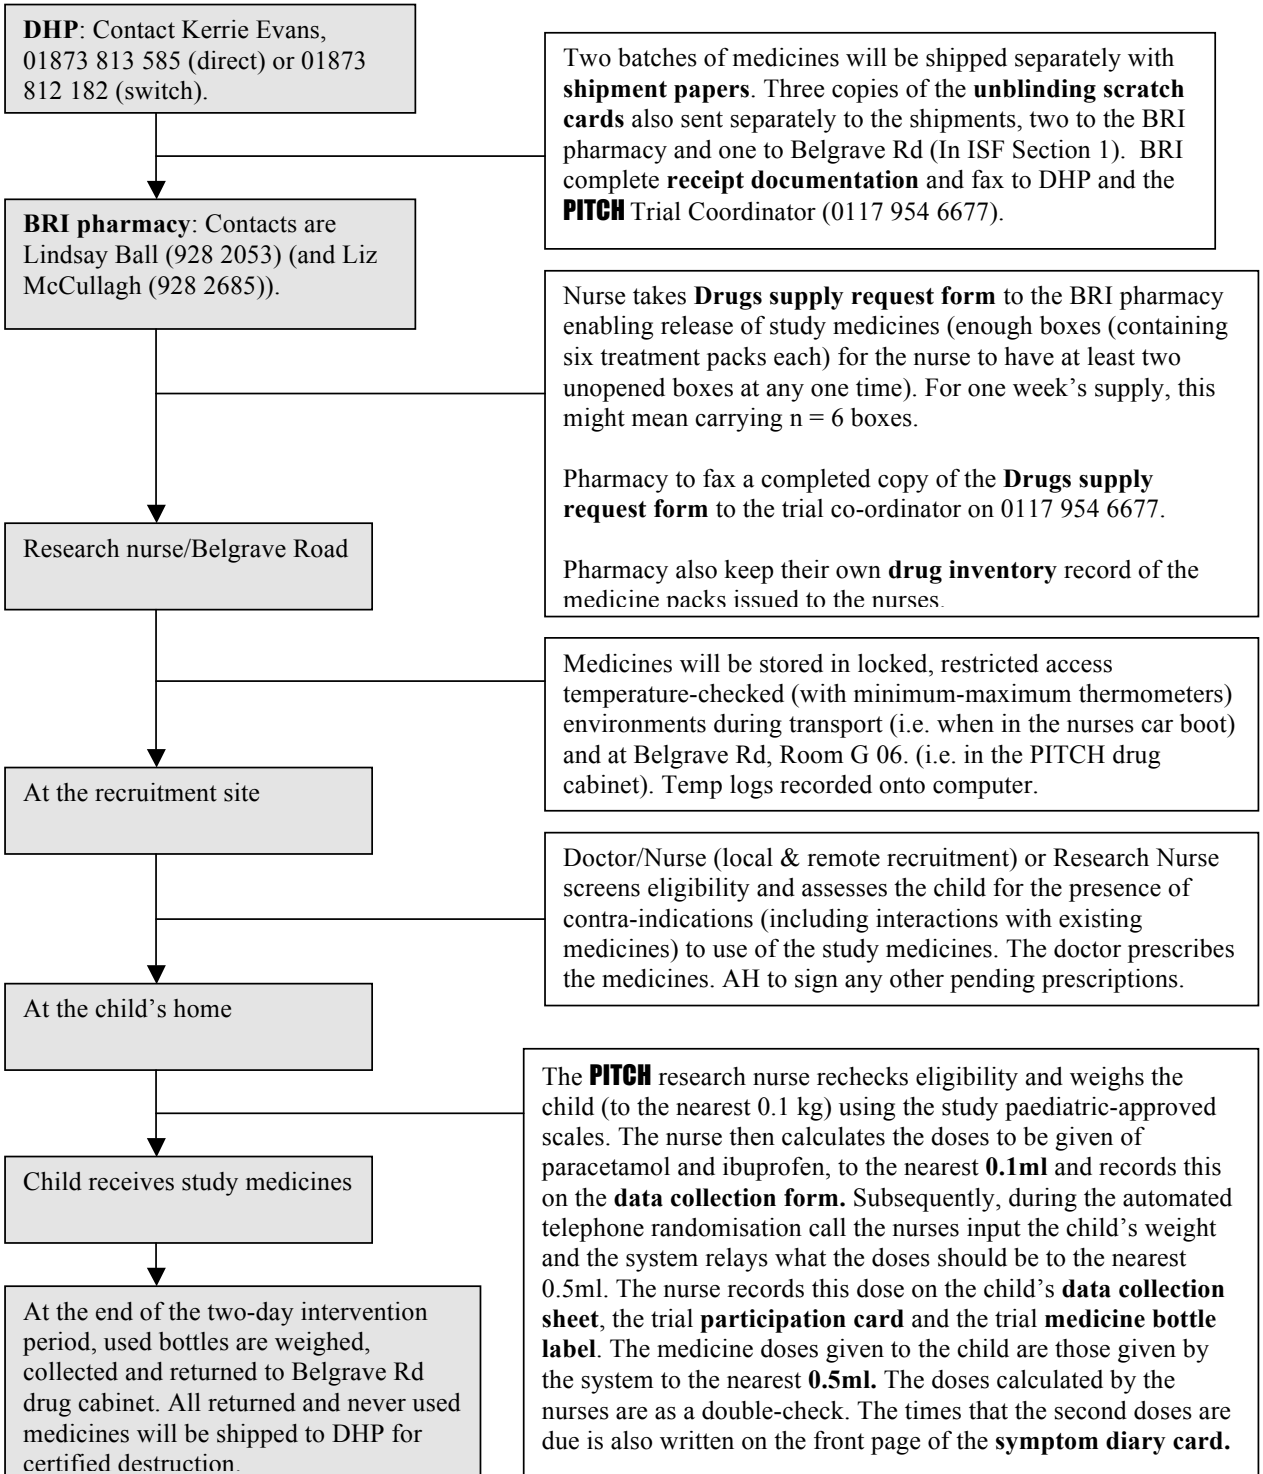 DHP: Contact Kerrie Evans,
01873 813 585 (direct) or 01873
812 182 (switch).
Two batches of medicines will be shipped separately with
shipment papers. Three copies of the unblinding scratch
cards also sent separately to the shipments, two to the BRI
pharmacy and one to Belgrave Rd (In ISF Section 1).  BRI
complete receipt documentation and fax to DHP and the
PITCH Trial Coordinator (0117 954 6677).
BRI pharmacy: Contacts are
Lindsay Ball (928 2053) (and Liz
McCullagh (928 2685)).
Nurse takes Drugs supply request form to the BRI pharmacy
enabling release of study medicines (enough boxes (containing
six treatment packs each) for the nurse to have at least two
unopened boxes at any one time). For one week’s supply, this
might mean carrying n = 6 boxes.
Pharmacy to fax a completed copy of the Drugs supply
request form to the trial co-ordinator on 0117 954 6677.
Pharmacy also keep their own drug inventory record of the
medicine packs issued to the nurses.
Research nurse/Belgrave Road
Medicines will be stored in locked, restricted access
temperature-checked (with minimum-maximum thermometers)
environments during transport (i.e. when in the nurses car boot)
and at Belgrave Rd, Room G 06. (i.e. in the PITCH drug
cabinet). Temp logs recorded onto computer.
At the recruitment site
Doctor/Nurse (local & remote recruitment) or Research Nurse
screens eligibility and assesses the child for the presence of
contra-indications (including interactions with existing
medicines) to use of the study medicines. The doctor prescribes
the medicines. AH to sign any other pending prescriptions.
At the child’s home
The PITCH research nurse rechecks eligibility and weighs the
child (to the nearest 0.1 kg) using the study paediatric-approved
scales. The nurse then calculates the doses to be given of
paracetamol and ibuprofen, to the nearest 0.1ml and records this
on the data collection form. Subsequently, during the automated
telephone randomisation call the nurses input the child’s weight
and the system relays what the doses should be to the nearest
0.5ml. The nurse records this dose on the child’s data collection
sheet, the trial participation card and the trial medicine bottle
label. The medicine doses given to the child are those given by
the system to the nearest 0.5ml. The doses calculated by the
nurses are as a double-check. The times that the second doses are
due is also written on the front page of the symptom diary card.
Child receives study medicines
At the end of the two-day intervention
period, used bottles are weighed,
collected and returned to Belgrave Rd
drug cabinet. All returned and never used
medicines will be shipped to DHP for
certified destruction.